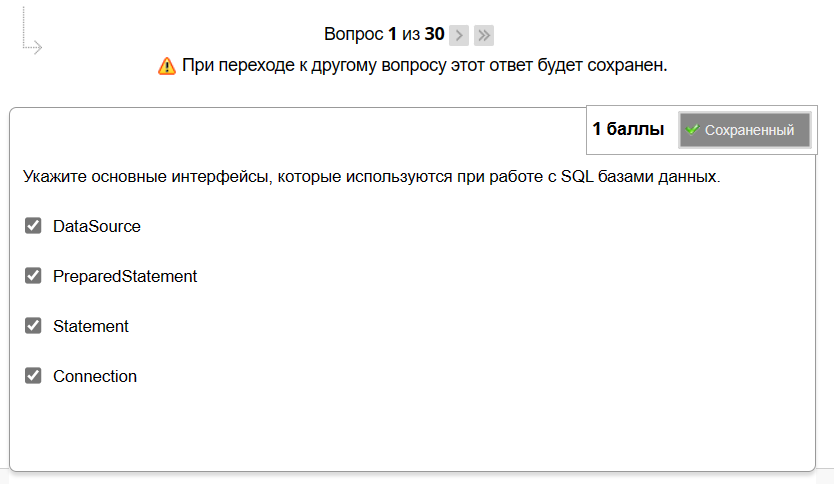 Вопрос 1 из 30
При переходе к другому вопросу этот ответ будет сохранен.
1 баллы
Сохраненный
Укажите основные интерфейсы, которые используются при работе с SQL базами данных.
DataSource
PreparedStatement
Statement
Connection